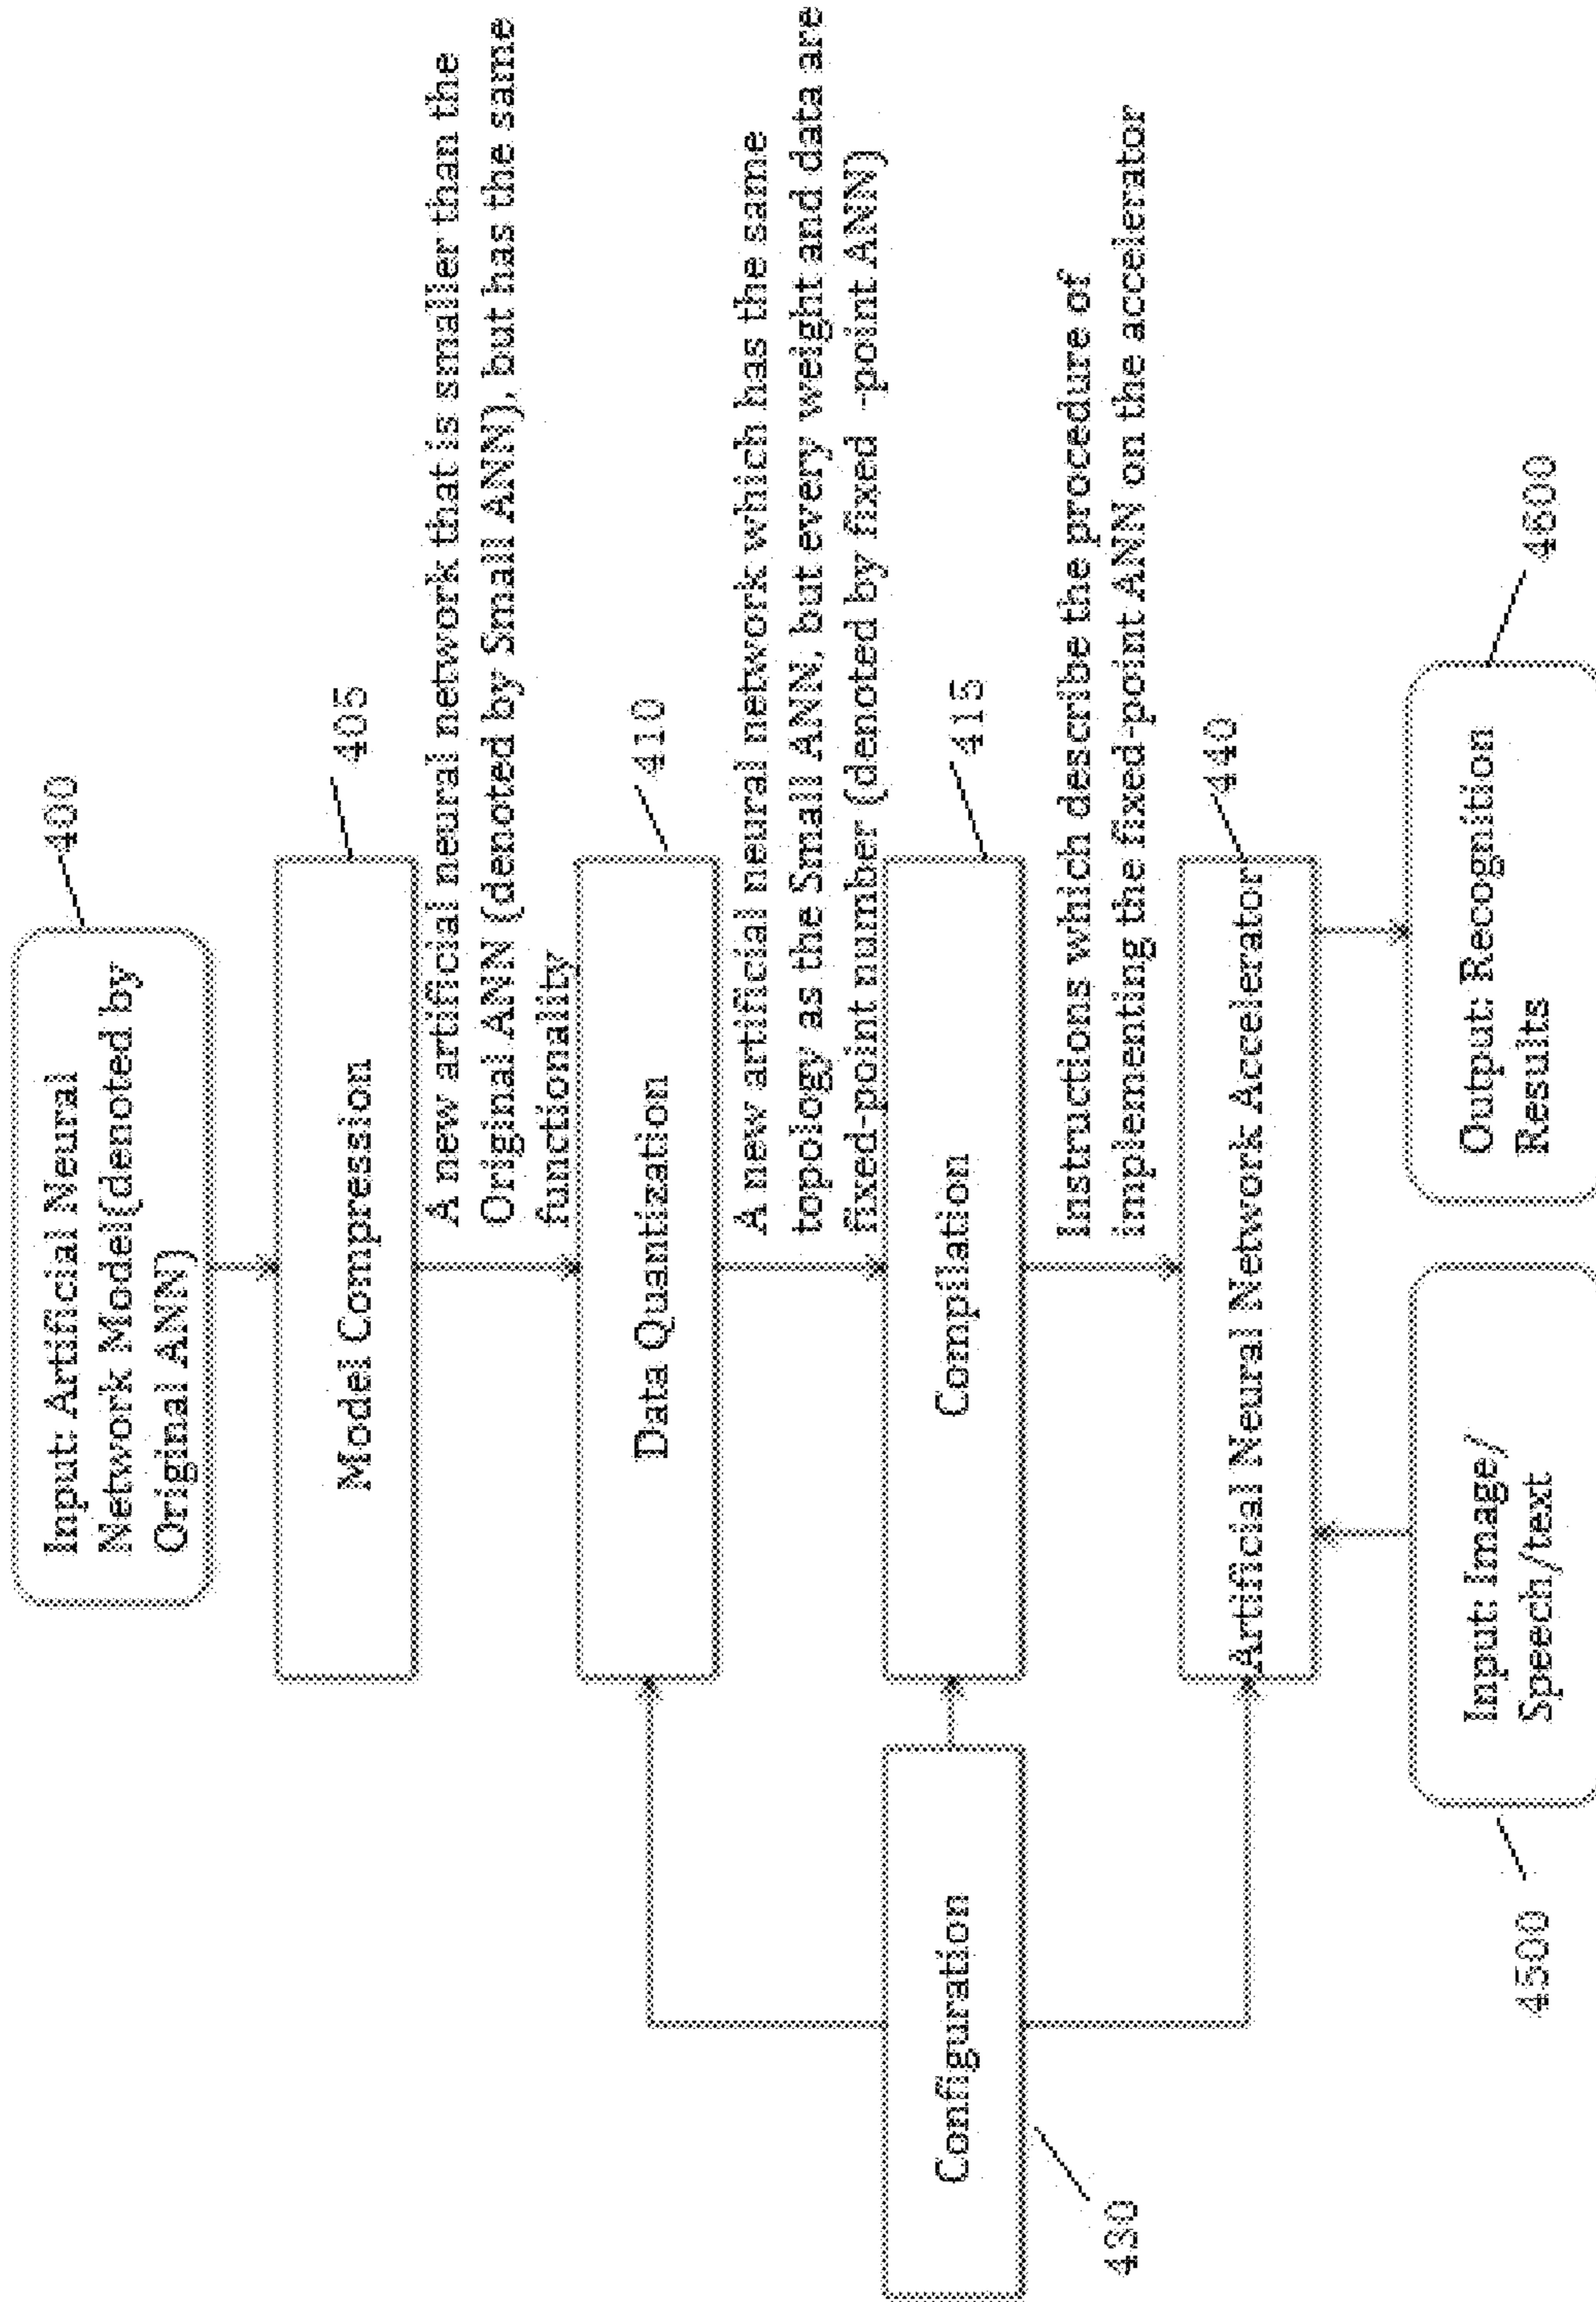 Input: Artificial Neural
Network Model(denoted by
Original ANN)
400
Model Compression
405
A new artificial neural network that is smaller than the
Original ANN (denoted by Small ANN), but has the same
functionality
Data Quantization
410
A new artificial neural network which has the same
topology as the Small ANN, but every weight and data are
fixed-point number (denoted by fixed -point ANN)
Configuration
430
Compilation
415
Instructions which describe the procedure of
implementing the fixed-point ANN on the accelerator
Artificial Neural Network Accelerator
440
4500
Input: Image/
Speech/text
Output: Recognition
Results
4600